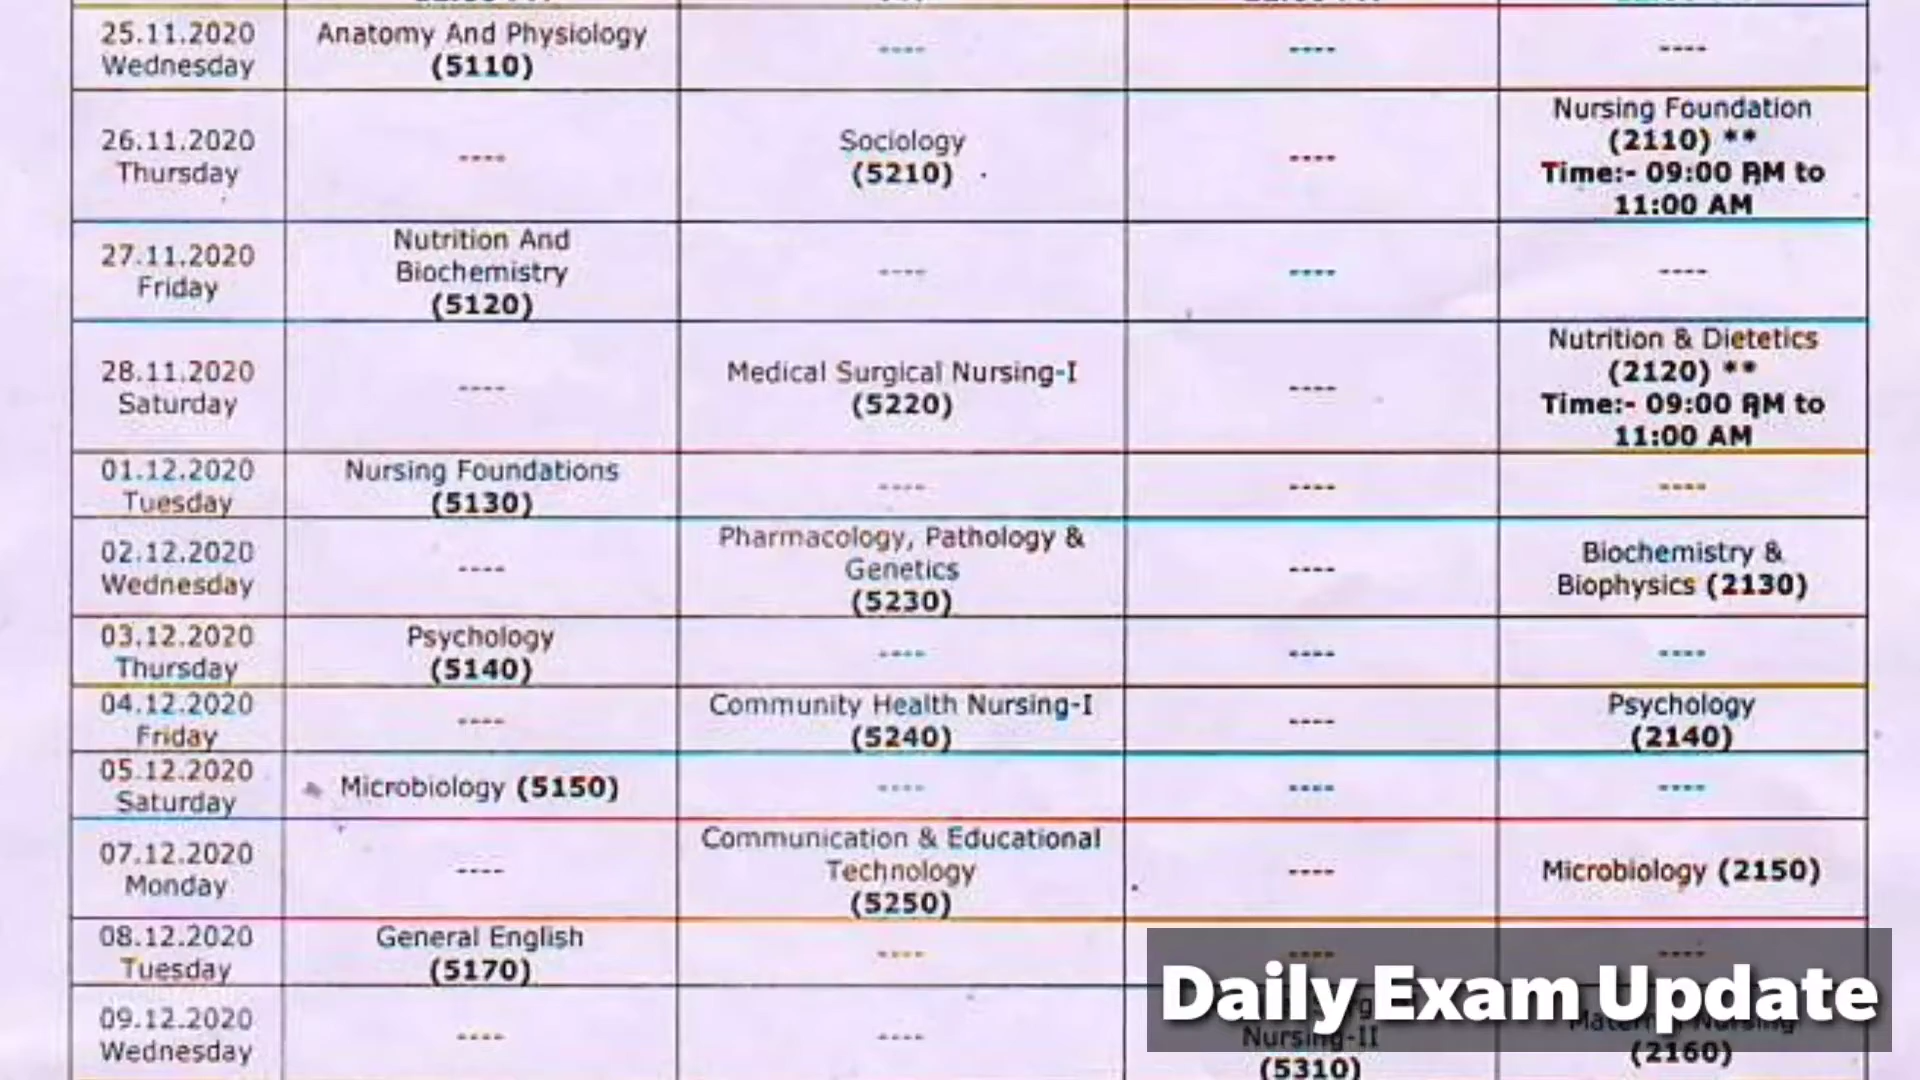 25.11.2020
Wednesday
Anatomy And Physiology
(5110)
----
----
----
26.11.2020
Thursday
----
Sociology
(5210)
----
Nursing Foundation
(2110) **
Time:- 09:00 AM to
11:00 AM
27.11.2020
Friday
Nutrition And
Biochemistry
(5120)
----
----
----
28.11.2020
Saturday
----
Medical Surgical Nursing-I
(5220)
----
Nutrition & Dietetics
(2120) **
Time:- 09:00 AM to
11:00 AM
01.12.2020
Tuesday
Nursing Foundations
(5130)
----
----
----
02.12.2020
Wednesday
----
Pharmacology, Pathology &
Genetics
(5230)
----
Biochemistry &
Biophysics (2130)
03.12.2020
Thursday
Psychology
(5140)
----
----
----
04.12.2020
Friday
----
Community Health Nursing-I
(5240)
----
Psychology
(2140)
05.12.2020
Saturday
Microbiology (5150)
----
----
----
07.12.2020
Monday
----
Communication & Educational
Technology
(5250)
----
Microbiology (2150)
08.12.2020
Tuesday
General English
(5170)
----
----
----
09.12.2020
Wednesday
----
----
Nursing-II
(5310)
Nursing
(2160)
Daily Exam Update